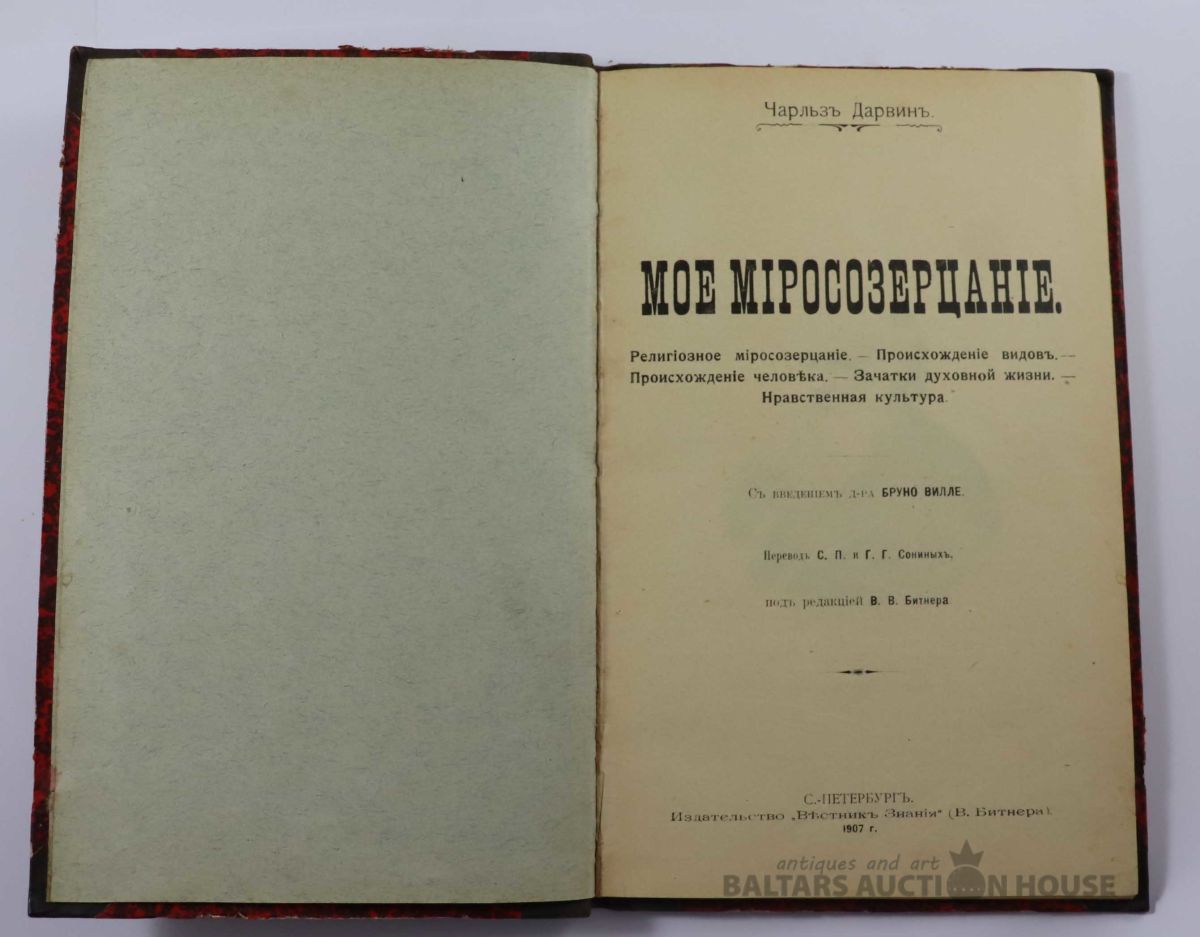 Чарльзъ Дарвинъ.
МОЕ МІРОСОЗЕРЦАНІЕ.
Религіозное міросозерцаніе. — Происхожденіе видовъ. —
Происхожденіе человѣка. — Зачатки духовной жизни. —
Нравственная культура.
Съ введеніемъ д-ра БРУНО ВИЛЛЕ.
Переводъ С. П. и Г. Г. Сониныхъ,
подъ редакціей В. В. Битнера
С.-ПЕТЕРБУРГЪ.
Издательство „Вѣстникъ Знанія" (В. Битнера).
1907 г.
antiques and art
BALTARS AUCTION HOUSE